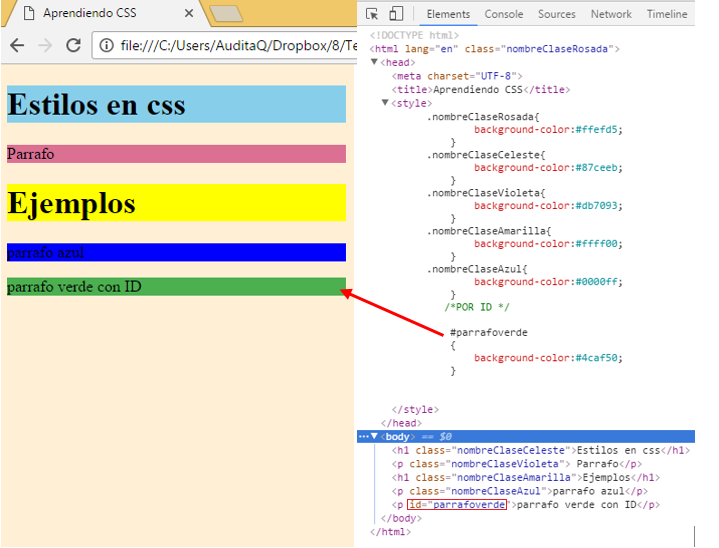 Aprendiendo CSS
file:///C:/Users/AuditaQ/Dropbox/8/Te
Estilos en css
Parrafo
Ejemplos
parrafo azul
parrafo verde con ID
Elements Console Sources Network Timeline
<!DOCTYPE html>
<html lang="en" class="nombreClaseRosada">
<head>
<meta charset="UTF-8">
<title>Aprendiendo CSS</title>
<style>
.nombreClaseRosada{
background-color:#ffefd5;
}
.nombreClaseCeleste{
background-color:#87ceeb;
}
.nombreClaseVioleta{
background-color:#db7093;
}
.nombreClaseAmarilla{
background-color:#ffff00;
}
.nombreClaseAzul{
background-color:#0000ff;
}
/*POR ID */
#parrafoverde
{
background-color:#4caf50;
}
</style>
</head>
...<body> == $0
<h1 class="nombreClaseCeleste">Estilos en css</h1>
<p class="nombreClaseVioleta"> Parrafo</p>
<h1 class="nombreClaseAmarilla">Ejemplos</h1>
<p class="nombreClaseAzul">parrafo azul</p>
<p id="parrafoverde">parrafo verde con ID</p>
</body>
</html>